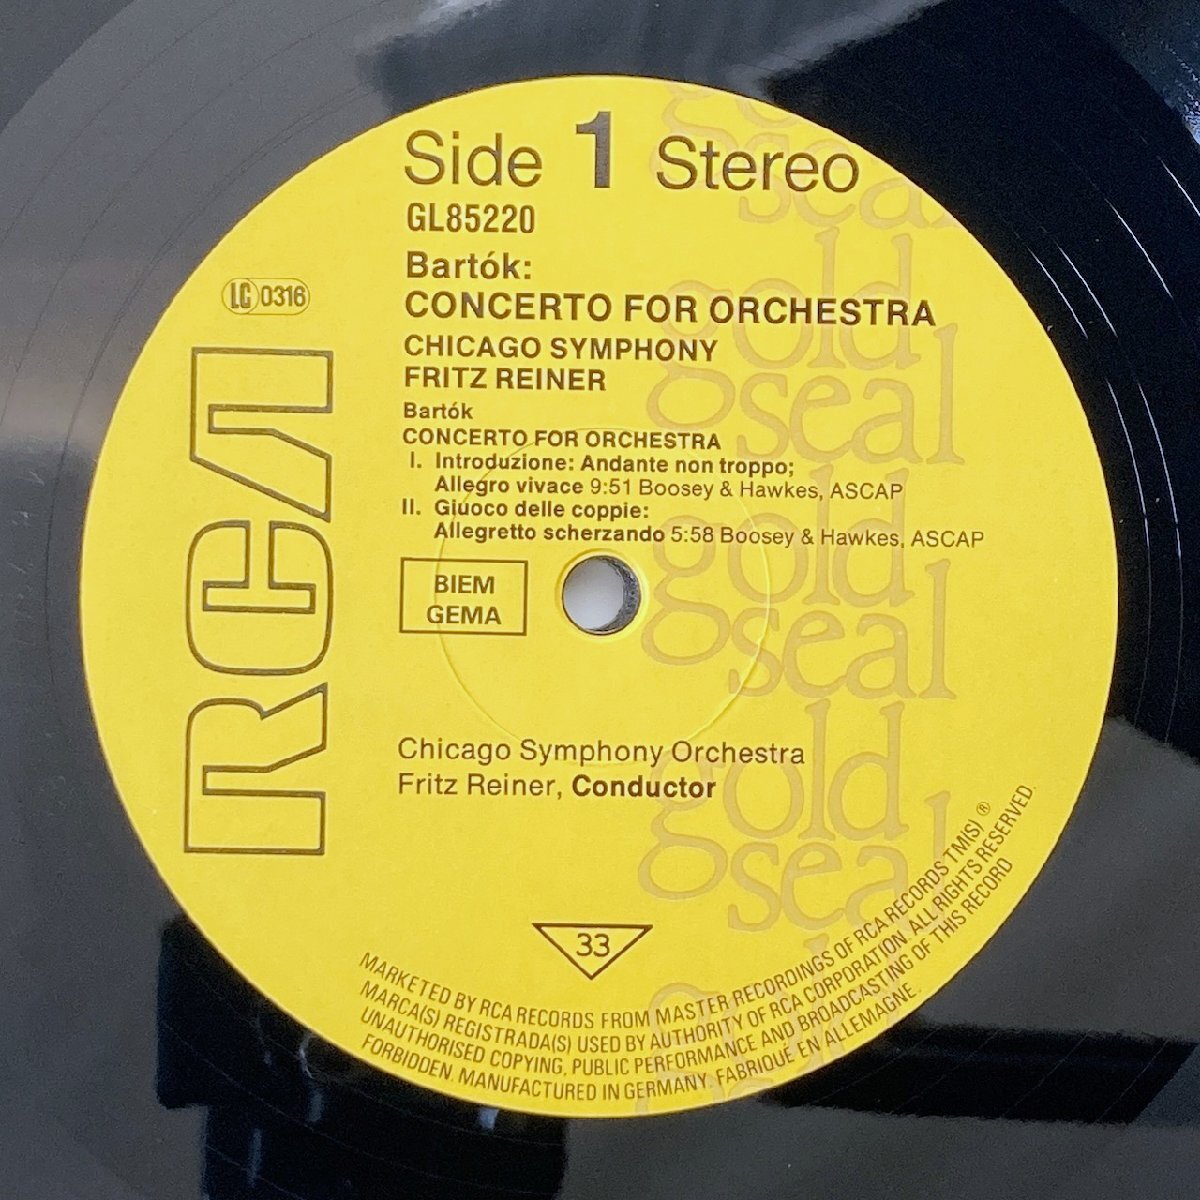 Side 1 Stereo
GL85220
Bartók:
CONCERTO FOR ORCHESTRA
CHICAGO SYMPHONY
FRITZ REINER
Bartók
CONCERTO FOR ORCHESTRA
I. Introduzione: Andante non troppo;
Allegro vivace 9:51 Boosey & Hawkes, ASCAP
II. Giuoco delle coppie:
Allegretto scherzando 5:58 Boosey & Hawkes, ASCAP
LC 0316
RCA
BIEM
GEMA
Chicago Symphony Orchestra
Fritz Reiner, Conductor
33
MARKETED BY RCA RECORDS FROM MASTER RECORDINGS OF RCA RECORDS TM(S) ®
MARCA(S) REGISTRADA(S) USED BY AUTHORITY OF RCA CORPORATION. ALL RIGHTS RESERVED.
UNAUTHORISED COPYING, PUBLIC PERFORMANCE AND BROADCASTING OF THIS RECORD
FORBIDDEN. MANUFACTURED IN GERMANY. FABRIQUÉ EN ALLEMAGNE.
gold
seal
gold
seal
gold
seal
gold
seal
gold
seal